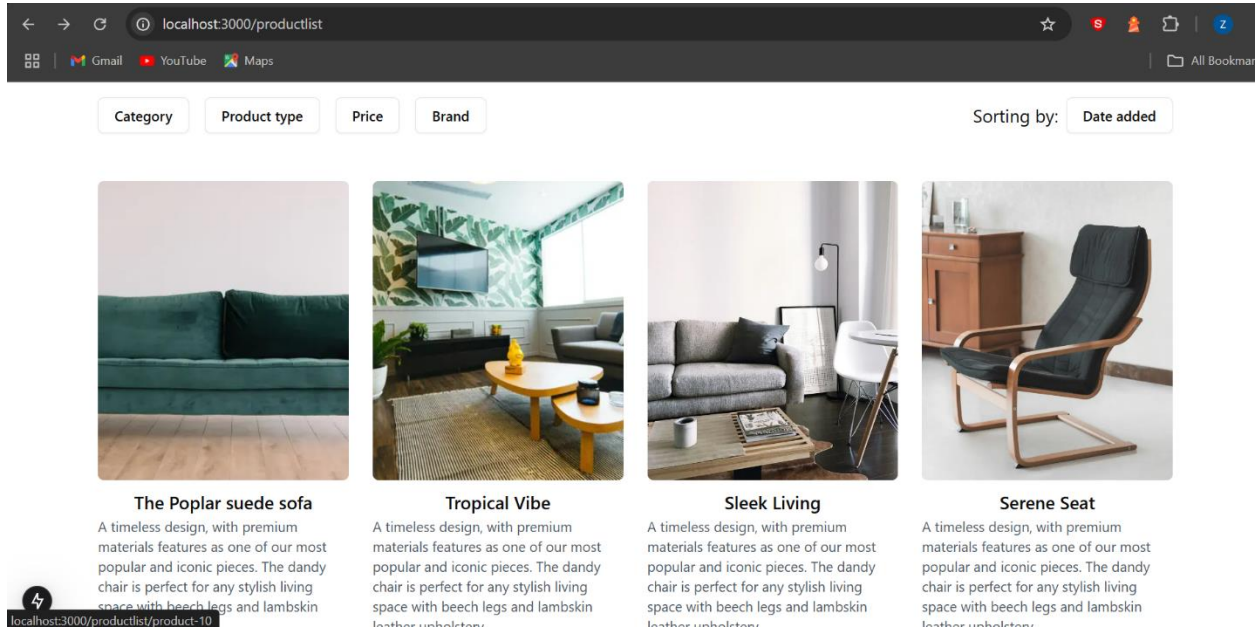 localhost:3000/productlist
S
Z
Gmail
YouTube
Maps
All Bookmar
Category
Product type
Price
Brand
Sorting by:
Date added
The Poplar suede sofa
A timeless design, with premium
materials features as one of our most
popular and iconic pieces. The dandy
chair is perfect for any stylish living
space with beech legs and lambskin
Tropical Vibe
A timeless design, with premium
materials features as one of our most
popular and iconic pieces. The dandy
chair is perfect for any stylish living
space with beech legs and lambskin
leather upholstery
Sleek Living
A timeless design, with premium
materials features as one of our most
popular and iconic pieces. The dandy
chair is perfect for any stylish living
space with beech legs and lambskin
leather upholstery
Serene Seat
A timeless design, with premium
materials features as one of our most
popular and iconic pieces. The dandy
chair is perfect for any stylish living
space with beech legs and lambskin
leather upholstery
localhost:3000/productlist/product-10